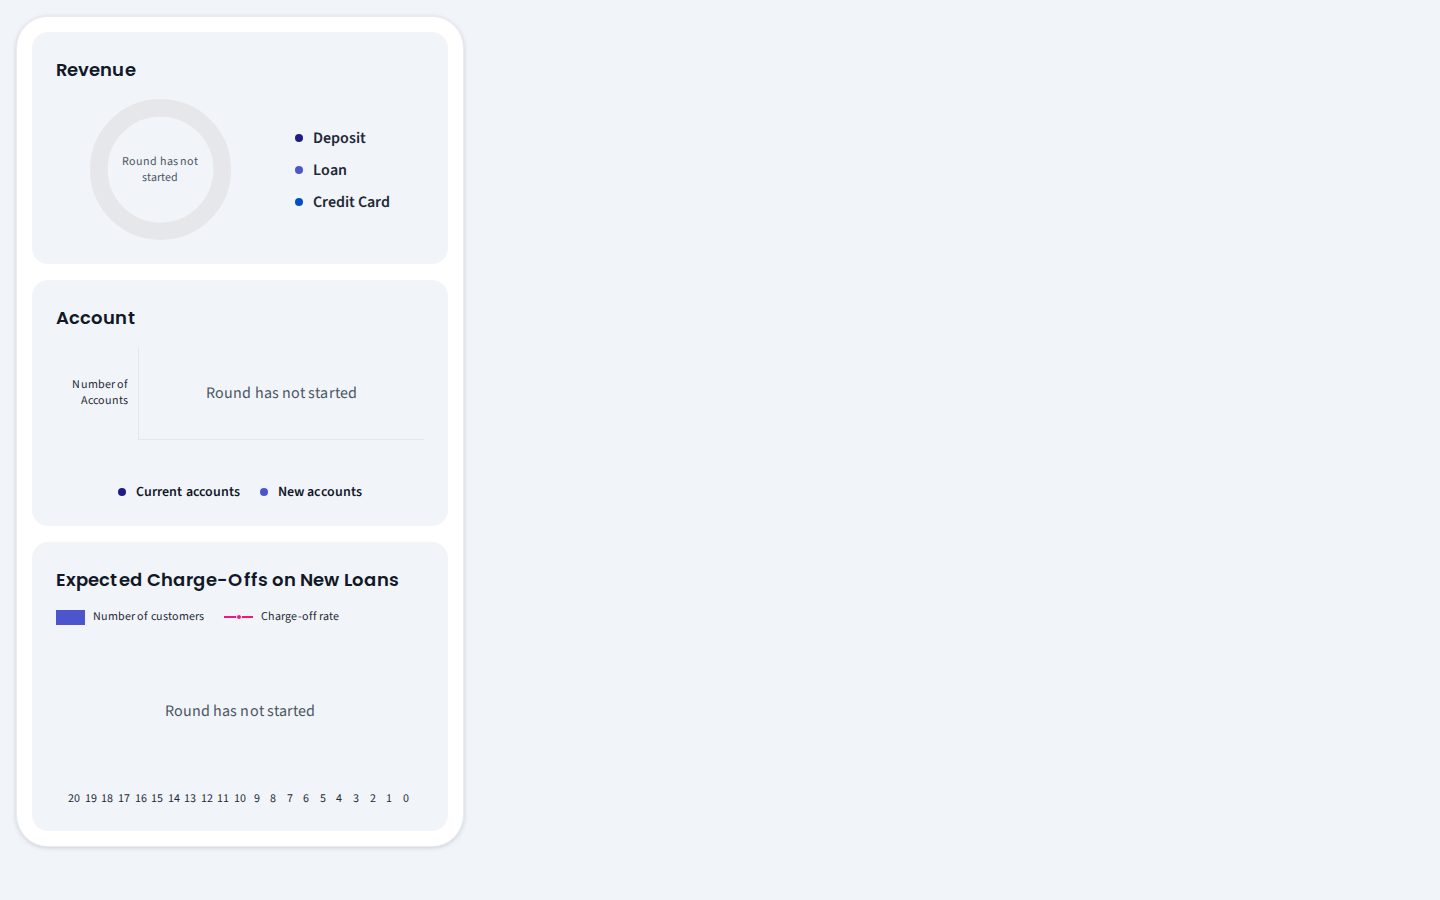 Revenue
Round has not
started
Deposit
Loan
Credit Card
Account
Number of
Accounts
Round has not started
Current accounts New accounts
Expected Charge-Offs on New Loans
Number of customers Charge-off rate
Round has not started
20 19 18 17 16 15 14 13 12 11 10 9 8 7 6 5 4 3 2 1 0